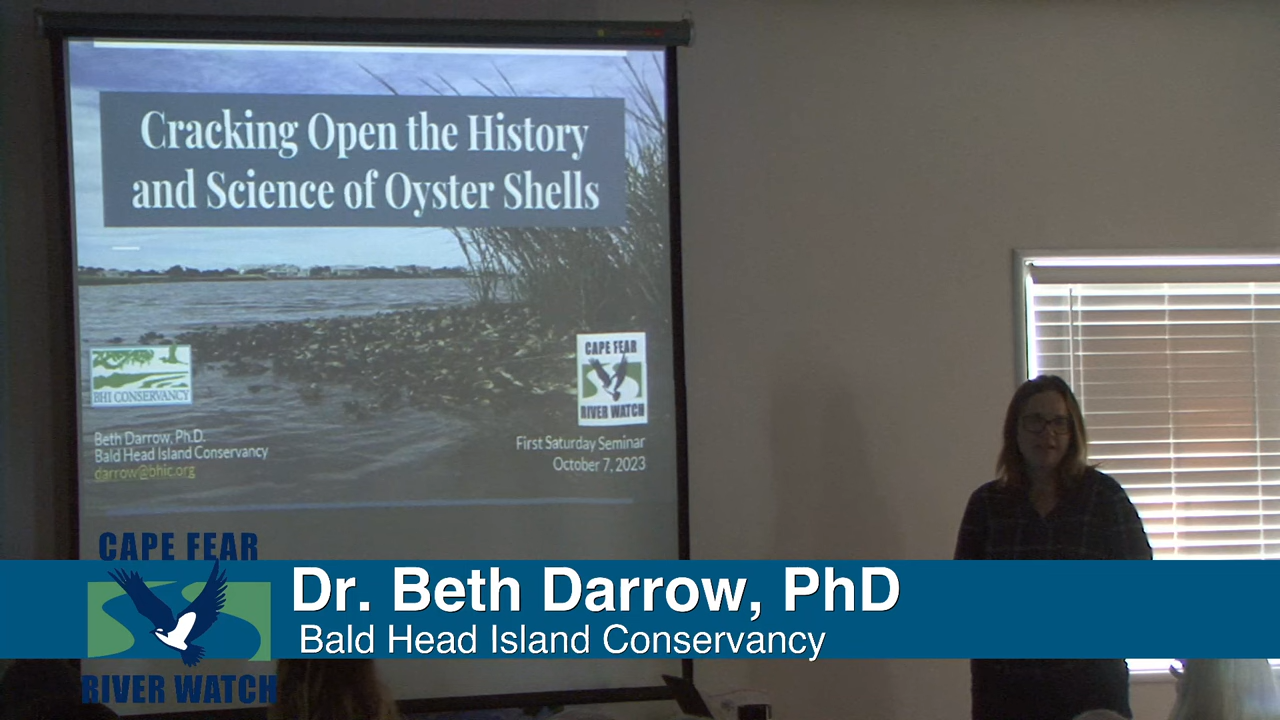 Cracking Open the History
and Science of Oyster Shells
BHI CONSERVANCY
CAPE FEAR
RIVER WATCH
Beth Darrow, Ph.D.
Bald Head Island Conservancy
darrow@bhic.org
First Saturday Seminar
October 7, 2023
CAPE FEAR
RIVER WATCH
Dr. Beth Darrow, PhD
Bald Head Island Conservancy